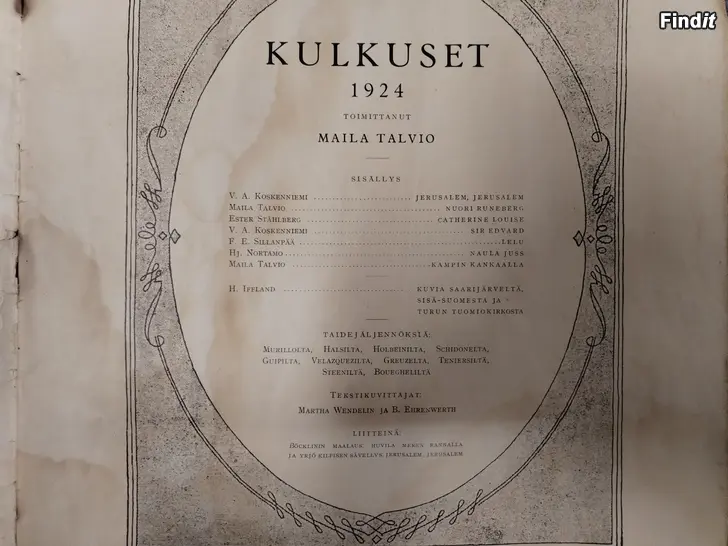 Findit
KULKUSET
1924
TOIMITTANUT
MAILA TALVIO
SISÄLLYS
V. A. KOSKENNIEMI ........................ JERUSALEM, JERUSALEM
MAILA TALVIO ........................ NUORI RUNEBERG
ESTER STÅHLBERG ........................ CATHERINE LOUISE
V. A. KOSKENNIEMI ........................ SIR EDVARD
F. E. SILLANPÄÄ ........................ LELU
HJ. NORTAMO ........................ NAULA JUSS
MAILA TALVIO ........................ KAMPIN KANKAALLA
H. IFFLAND ........................ KUVIA SAARIJÄRVELTÄ,
SISÄ-SUOMESTA JA
TURUN TUOMIOKIRKOSTA
TAIDEJÄLJENNÖKSIÄ:
MURILLOLTA, HALSILTA, HOLBEINILTA, SCHIDONELTA,
GUIPILTA, VELAZQUEZILTA, GREUZELTA, TENIERSILTÄ,
STEENILTÄ, BOURGHELILTÄ
TEKSTIKUVITTAJAT:
MARTHA WENDELIN JA B. EHRENWERTH
LIITTEINÄ:
BÖCKLININ MAALAUS HUVILA MEREN RANNALLA
JA YRJÖ KILPISEN SÄVELLYS JERUSALEM, JERUSALEM